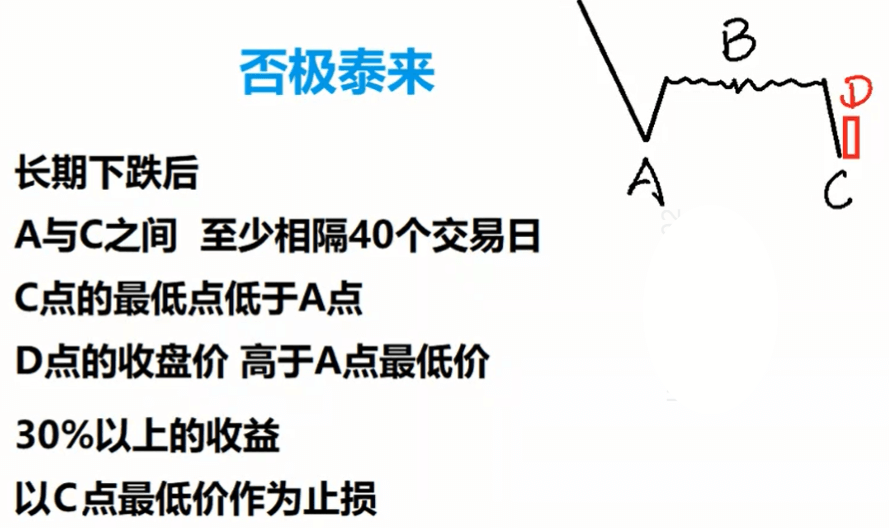 否极泰来
B
D
A
C
长期下跌后
A与C之间 至少相隔40个交易日
C点的最低点低于A点
D点的收盘价 高于A点最低价
30%以上的收益
以C点最低价作为止损